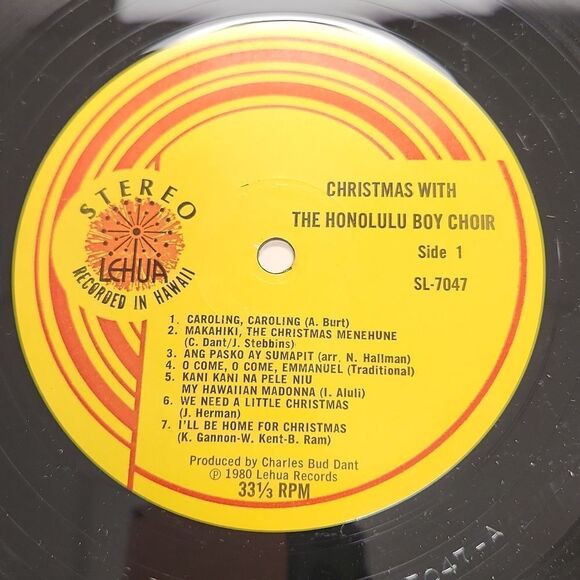 STEREO
LEHUA
RECORDED IN HAWAII
CHRISTMAS WITH
THE HONOLULU BOY CHOIR
Side 1
SL-7047
1. CAROLING, CAROLING (A. Burt)
2. MAKAHIKI, THE CHRISTMAS MENEHUNE
(C. Dant/J. Stebbins)
3. ANG PASKO AY SUMAPIT (arr. N. Hallman)
4. O COME, O COME, EMMANUEL (Traditional)
5. KANI KANI NA PELE NIU
MY HAWAIIAN MADONNA (I. Aluli)
6. WE NEED A LITTLE CHRISTMAS
(J. Herman)
7. I'LL BE HOME FOR CHRISTMAS
(K. Gannon-W. Kent-B. Ram)
Produced by Charles Bud Dant
℗ 1980 Lehua Records
33⅓ RPM
7047-A